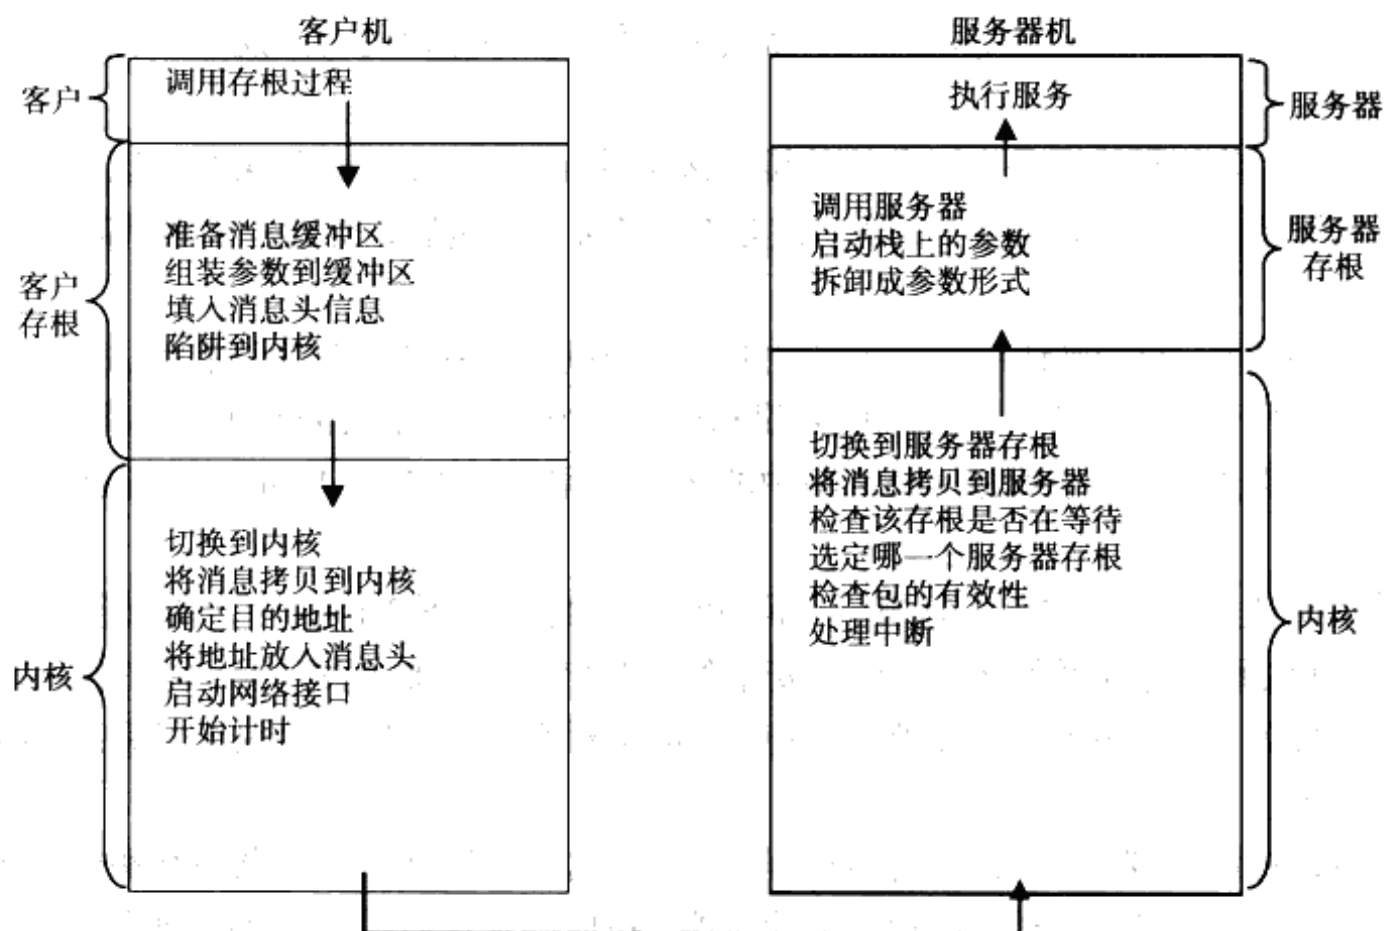 客户机
客户
调用存根过程
客户
存根
准备消息缓冲区
组装参数到缓冲区
填入消息头信息
陷阱到内核
内核
切换到内核
将消息拷贝到内核
确定目的地址
将地址放入消息头
启动网络接口
开始计时
服务器机
执行服务
服务器
调用服务器
启动栈上的参数
拆卸成参数形式
服务器
存根
切换到服务器存根
将消息拷贝到服务器
检查该存根是否在等待
选定哪一个服务器存根
检查包的有效性
处理中断
内核